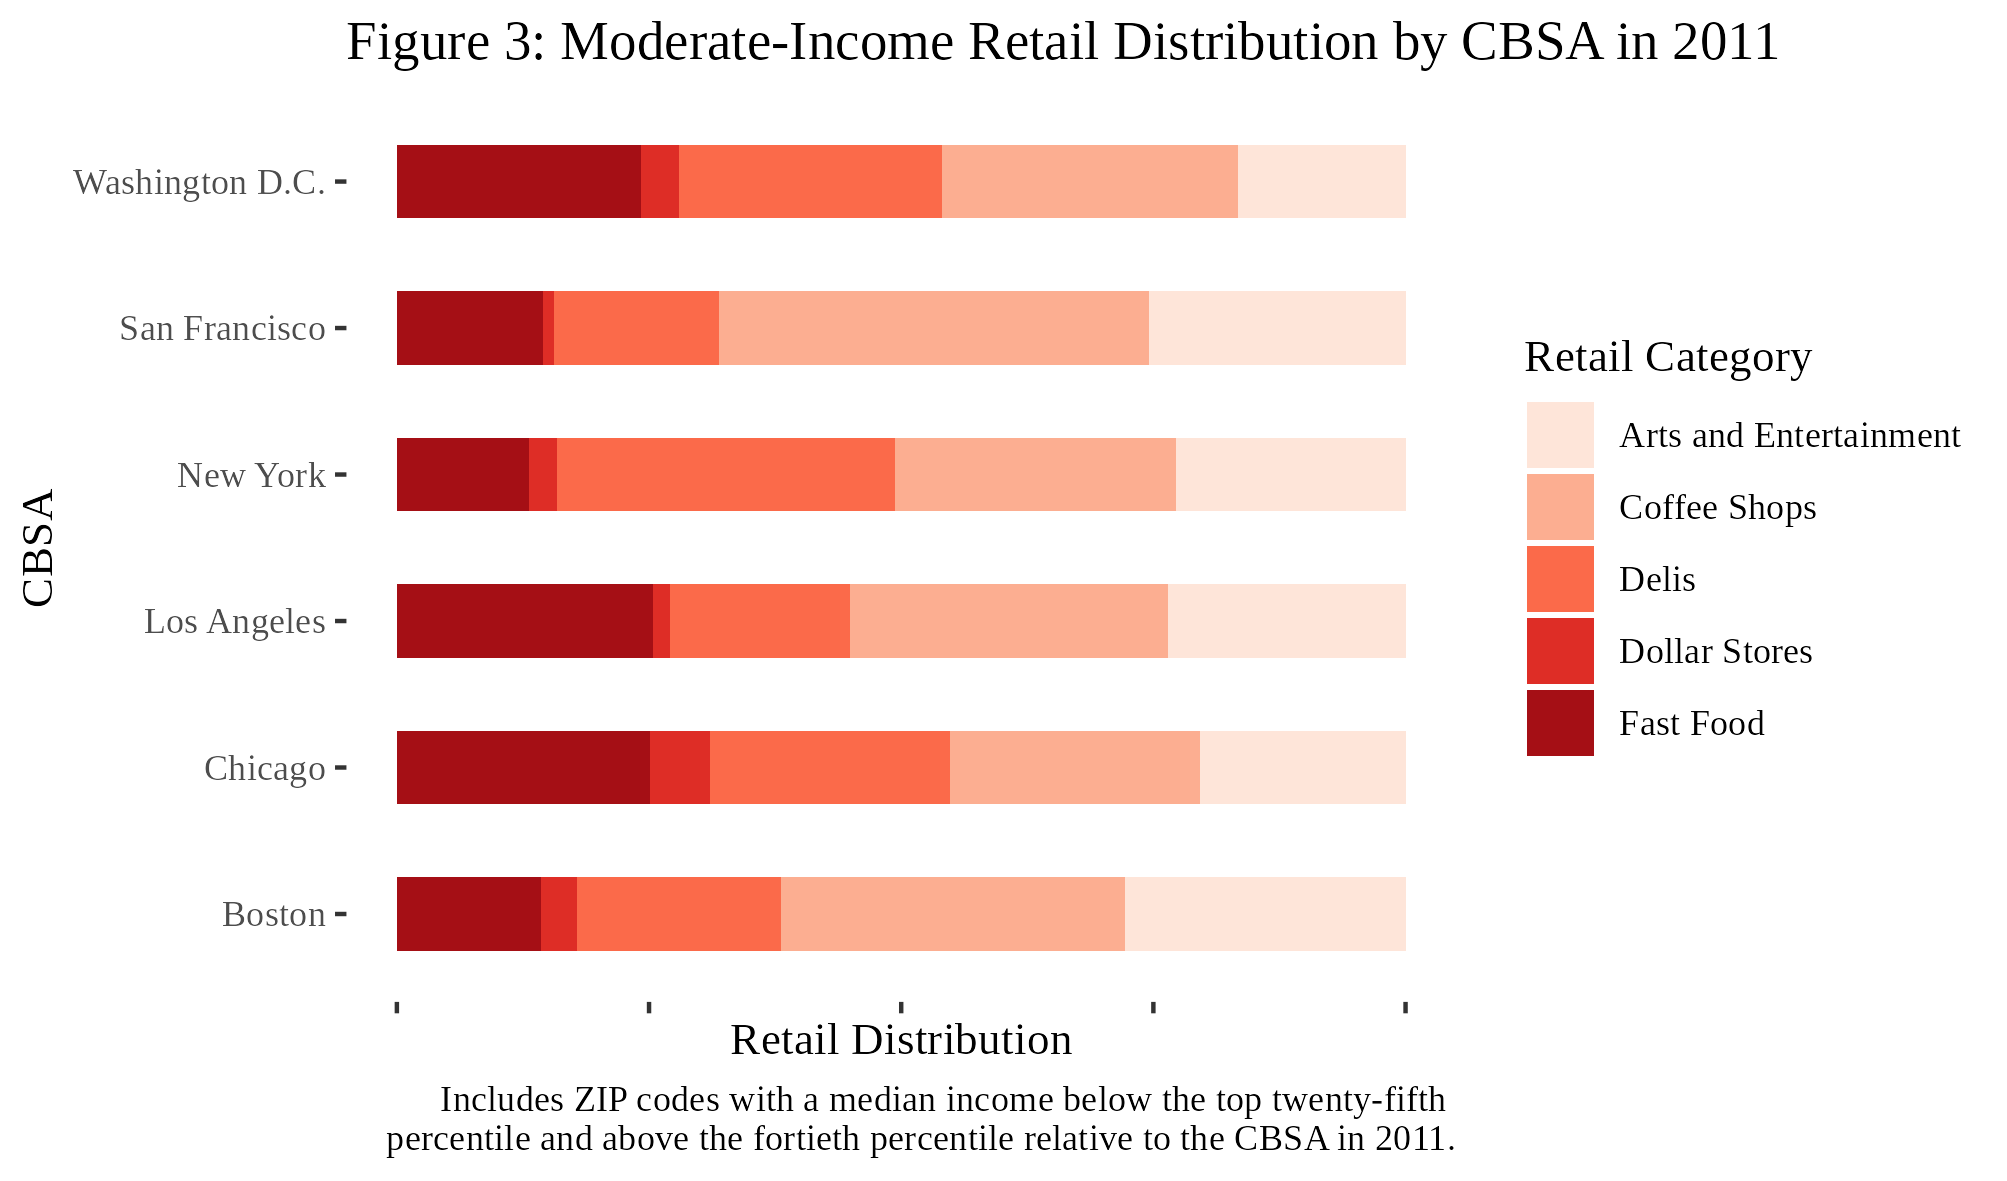 Figure 3: Moderate-Income Retail Distribution by CBSA in 2011
Washington D.C.
San Francisco
New York
Los Angeles
Chicago
Boston
CBSA
Retail Category
Arts and Entertainment
Coffee Shops
Delis
Dollar Stores
Fast Food
Retail Distribution
Includes ZIP codes with a median income below the top twenty-fifth
percentile and above the fortieth percentile relative to the CBSA in 2011.